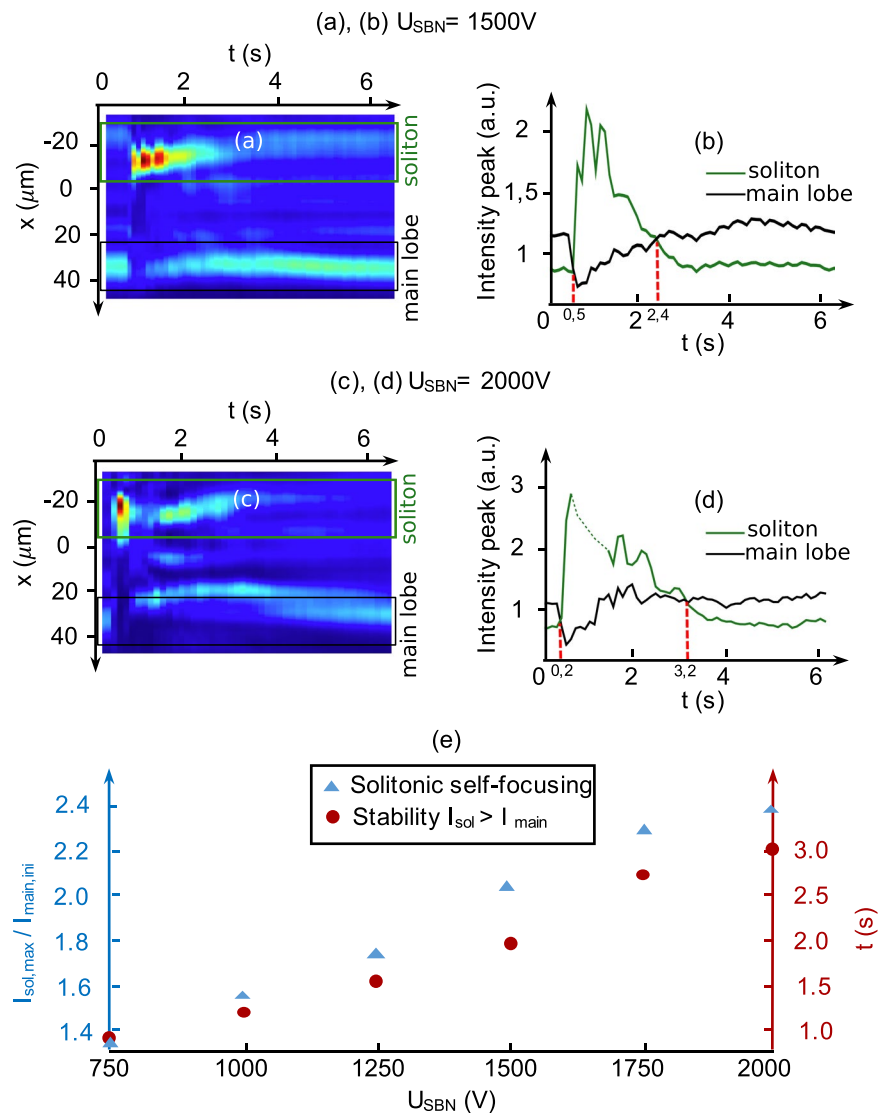 (a), (b) U_SBN= 1500V
t (s)
0 2 4 6
-20
0
20
40
x (μm)
(a)
soliton
main lobe
(b)
soliton
main lobe
Intensity peak (a.u.)
2
1,5
1
0 0,5 2 2,4 4 6
t (s)
(c), (d) U_SBN= 2000V
t (s)
0 2 4 6
-20
0
20
40
x (μm)
(c)
soliton
main lobe
(d)
soliton
main lobe
Intensity peak (a.u.)
3
2
1
0 0,2 2 3,2 4 6
t (s)
(e)
Solitonic self-focusing
Stability I_sol > I_main
I_sol,max / I_main,ini
2.4
2.2
2.0
1.8
1.6
1.4
3.0
2.5
2.0
1.5
1.0
t (s)
750 1000 1250 1500 1750 2000
U_SBN (V)